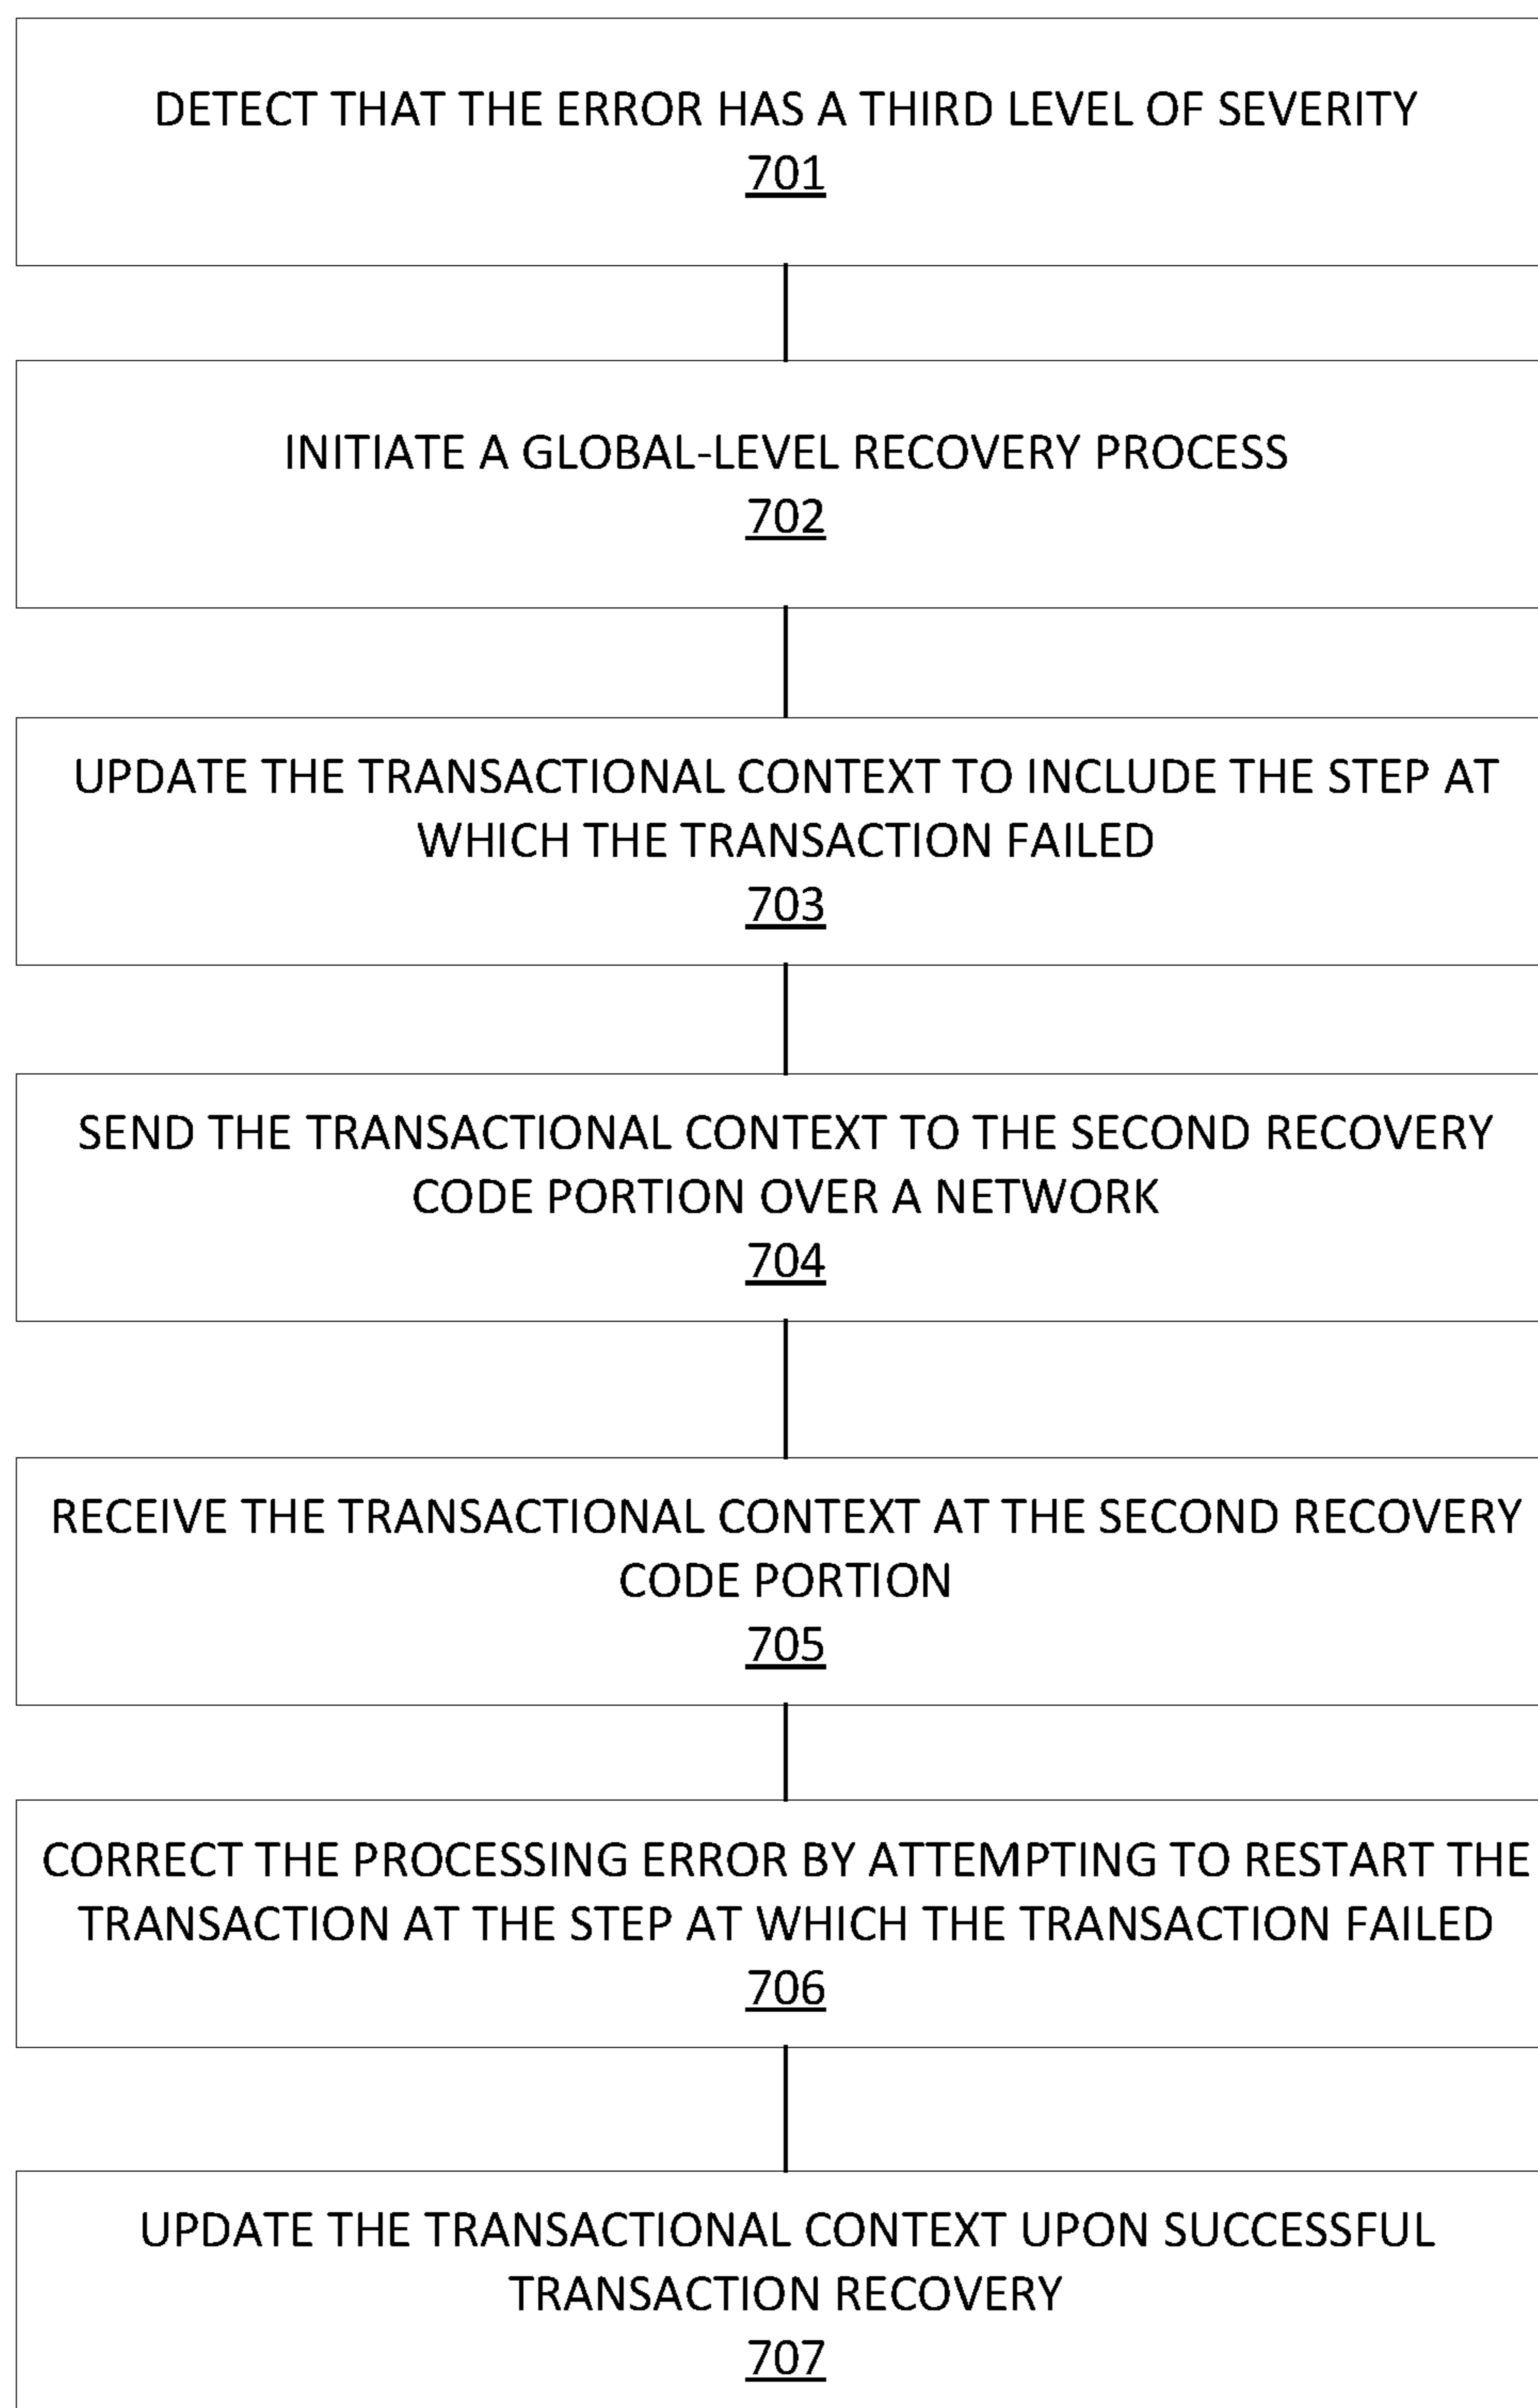 DETECT THAT THE ERROR HAS A THIRD LEVEL OF SEVERITY
701
INITIATE A GLOBAL-LEVEL RECOVERY PROCESS
702
UPDATE THE TRANSACTIONAL CONTEXT TO INCLUDE THE STEP AT
WHICH THE TRANSACTION FAILED
703
SEND THE TRANSACTIONAL CONTEXT TO THE SECOND RECOVERY
CODE PORTION OVER A NETWORK
704
RECEIVE THE TRANSACTIONAL CONTEXT AT THE SECOND RECOVERY
CODE PORTION
705
CORRECT THE PROCESSING ERROR BY ATTEMPTING TO RESTART THE
TRANSACTION AT THE STEP AT WHICH THE TRANSACTION FAILED
706
UPDATE THE TRANSACTIONAL CONTEXT UPON SUCCESSFUL
TRANSACTION RECOVERY
707